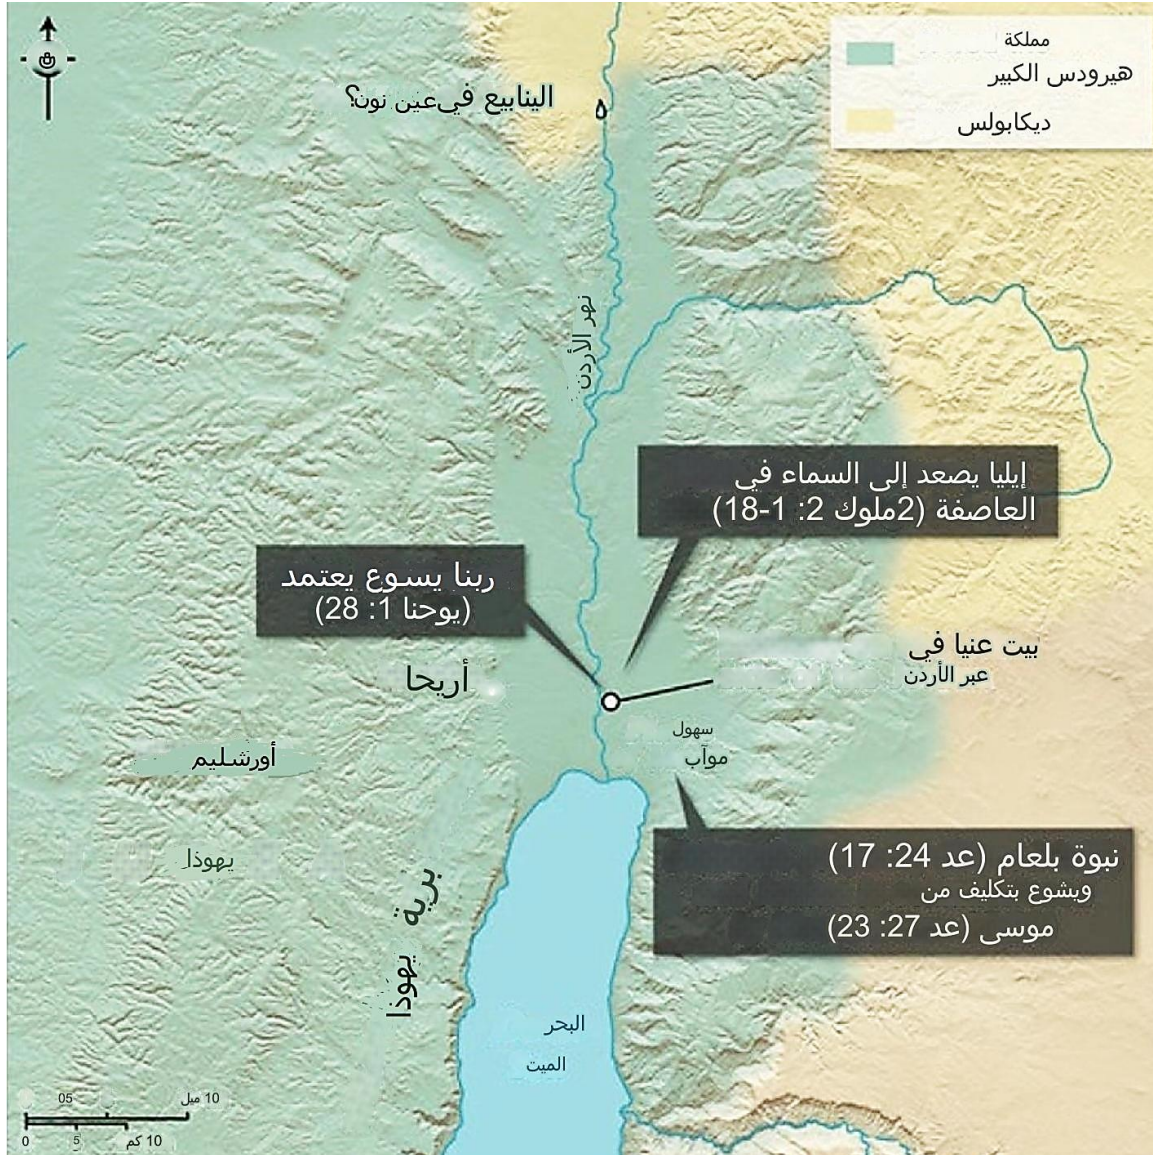 مملكة
هيرودس الكبير
ديكابولس
الينابيع في عين نون؟
نهر الأردن
إيليا يصعد إلى السماء في
العاصفة (2ملوك 2: 1-18)
ربنا يسوع يعتمد
(يوحنا 1: 28)
بيت عنيا في
عبر الأردن
أريحا
سهول
موآب
أورشليم
نبوة بلعام (عد 24: 17)
ويشوع بتكليف من
موسى (عد 27: 23)
يهوذا
برية
يهوذا
البحر
الميت
05 10 ميل
0 5 10 كم